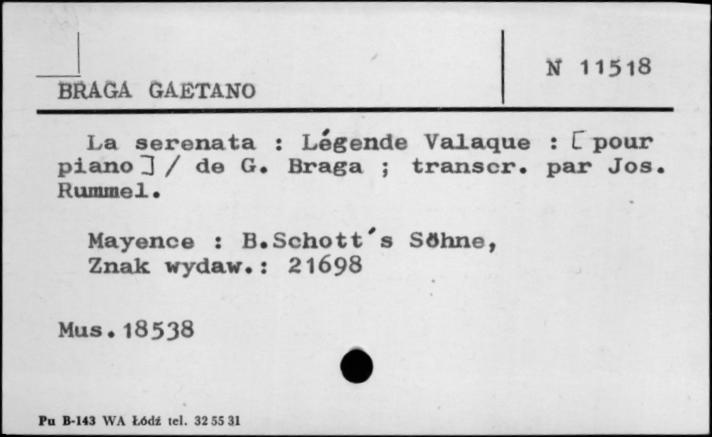 N 11518
BRAGA GAETANO
La serenata : Légende Valaque : [ pour
piano ] / de G. Braga ; transcr. par Jos.
Rummel.
Mayence : B.Schott´s Söhne,
Znak wydaw.: 21698
Mus.18538
Pu B-143 WA Łódź tel. 32 55 31